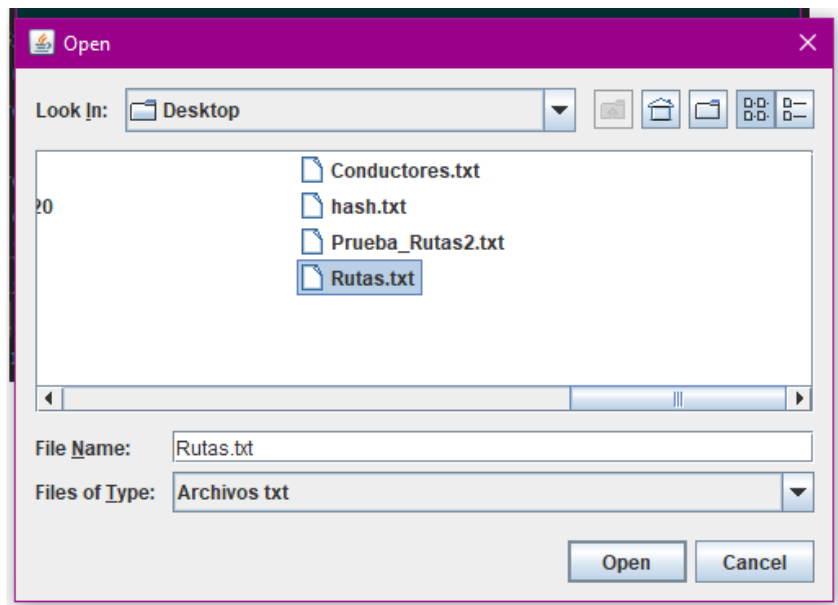 Open
Look In: Desktop
Conductores.txt
20 hash.txt
Prueba_Rutas2.txt
Rutas.txt
File Name: Rutas.txt
Files of Type: Archivos txt
Open Cancel